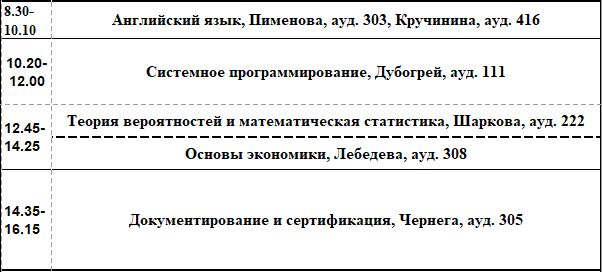 8.30-
10.10
Английский язык, Пименова, ауд. 303, Кручинина, ауд. 416
10.20-
12.00
Системное программирование, Дубогрей, ауд. 111
12.45-
14.25
Теория вероятностей и математическая статистика, Шаркова, ауд. 222
Основы экономики, Лебедева, ауд. 308
14.35-
16.15
Документирование и сертификация, Чернега, ауд. 305